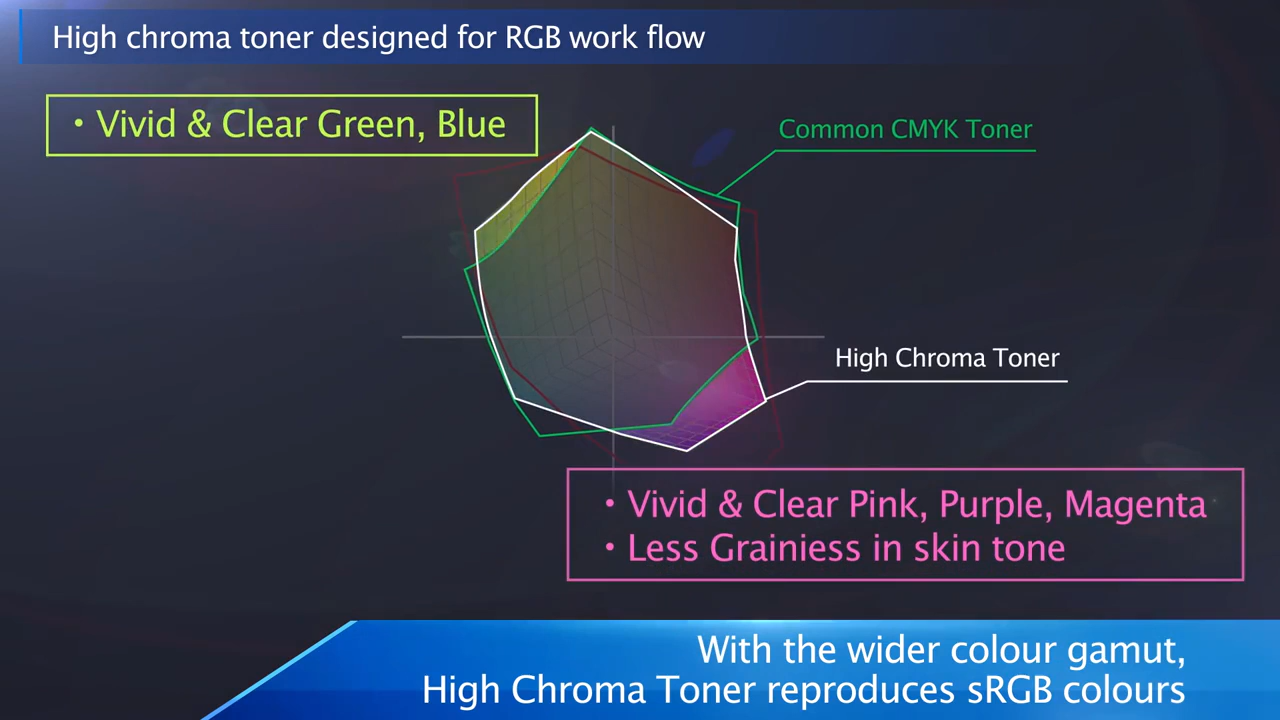 High chroma toner designed for RGB work flow
・Vivid & Clear Green, Blue
Common CMYK Toner
High Chroma Toner
・Vivid & Clear Pink, Purple, Magenta
・Less Grainiess in skin tone
With the wider colour gamut,
High Chroma Toner reproduces sRGB colours